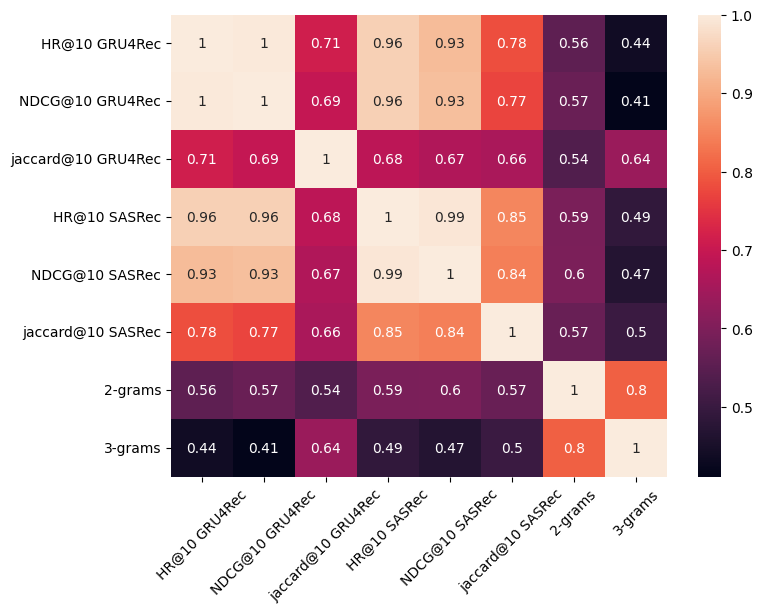 HR@10 GRU4Rec 1 1 0.71 0.96 0.93 0.78 0.56 0.44
NDCG@10 GRU4Rec 1 1 0.69 0.96 0.93 0.77 0.57 0.41
jaccard@10 GRU4Rec 0.71 0.69 1 0.68 0.67 0.66 0.54 0.64
HR@10 SASRec 0.96 0.96 0.68 1 0.99 0.85 0.59 0.49
NDCG@10 SASRec 0.93 0.93 0.67 0.99 1 0.84 0.6 0.47
jaccard@10 SASRec 0.78 0.77 0.66 0.85 0.84 1 0.57 0.5
2-grams 0.56 0.57 0.54 0.59 0.6 0.57 1 0.8
3-grams 0.44 0.41 0.64 0.49 0.47 0.5 0.8 1
HR@10 GRU4Rec
NDCG@10 GRU4Rec
jaccard@10 GRU4Rec
HR@10 SASRec
NDCG@10 SASRec
jaccard@10 SASRec
2-grams
3-grams
1.0
0.9
0.8
0.7
0.6
0.5